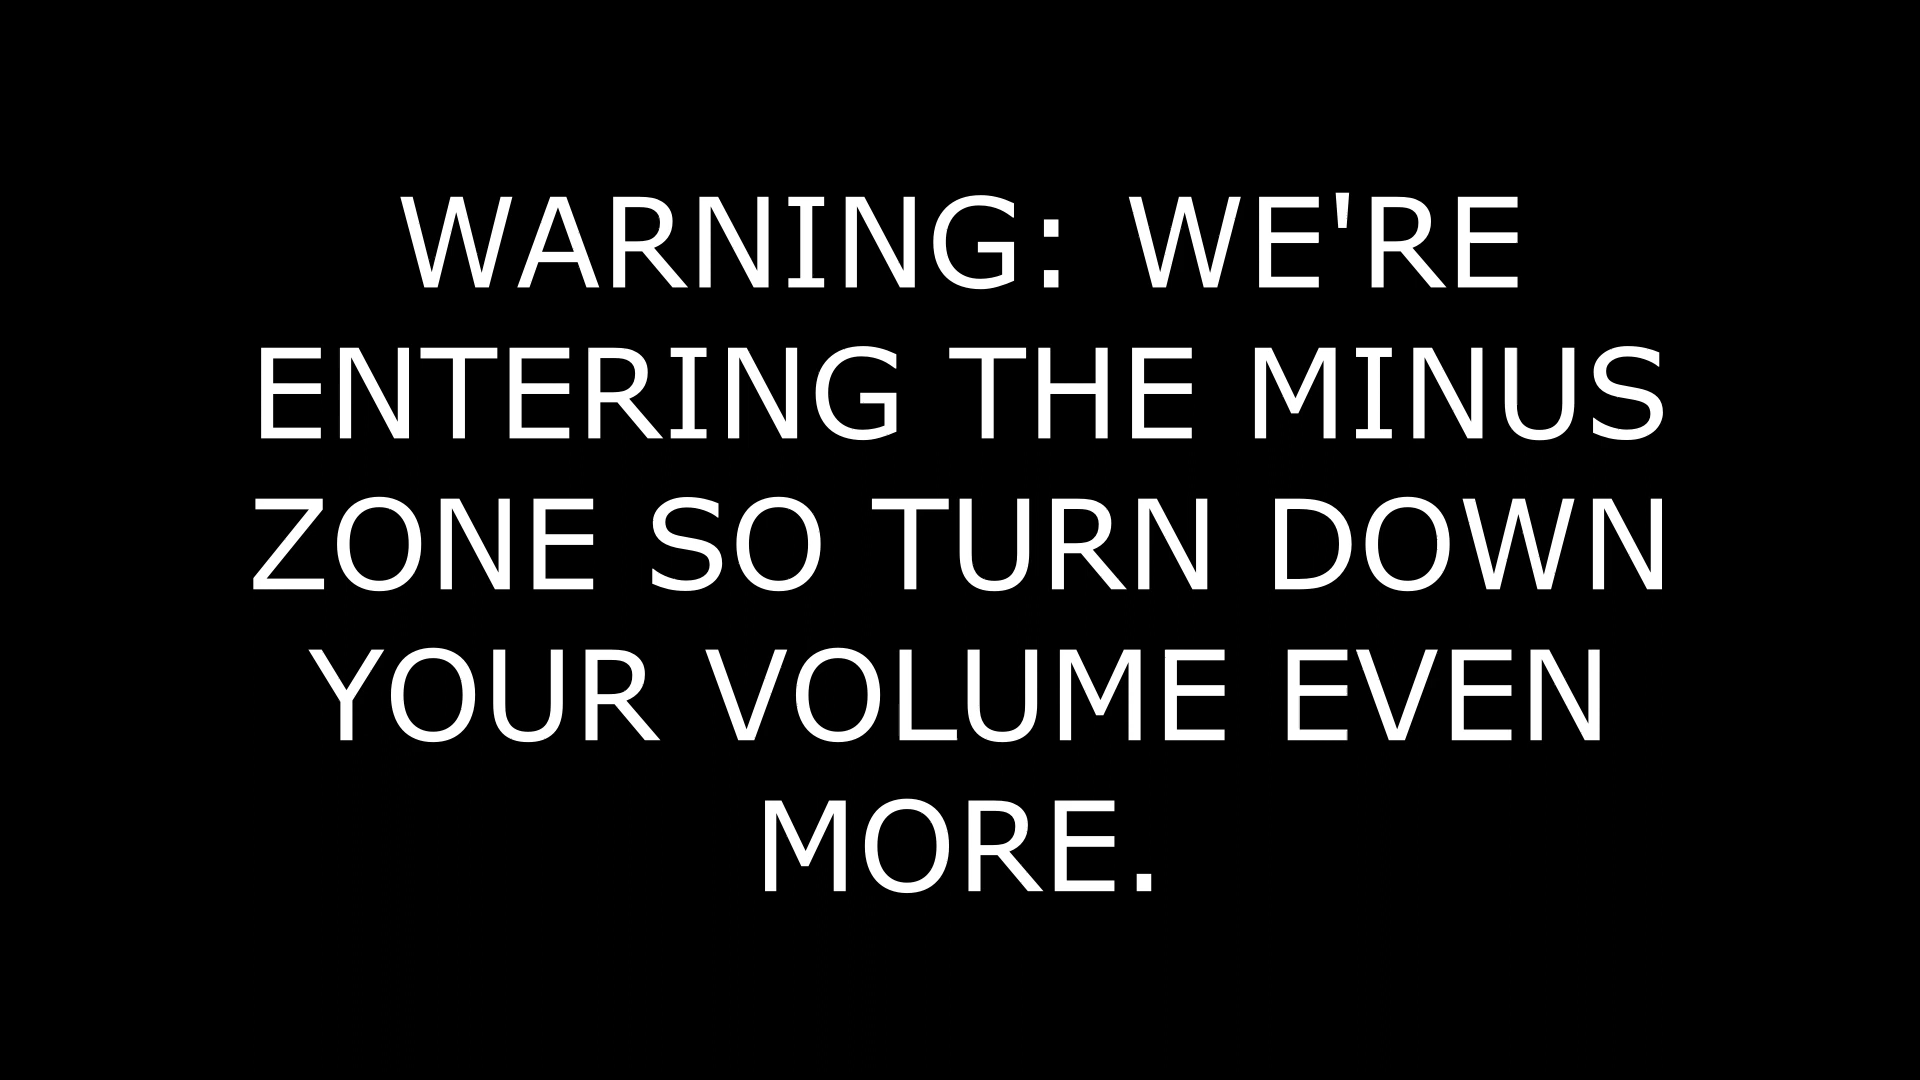 WARNING: WE'RE
ENTERING THE MINUS
ZONE SO TURN DOWN
YOUR VOLUME EVEN
MORE.